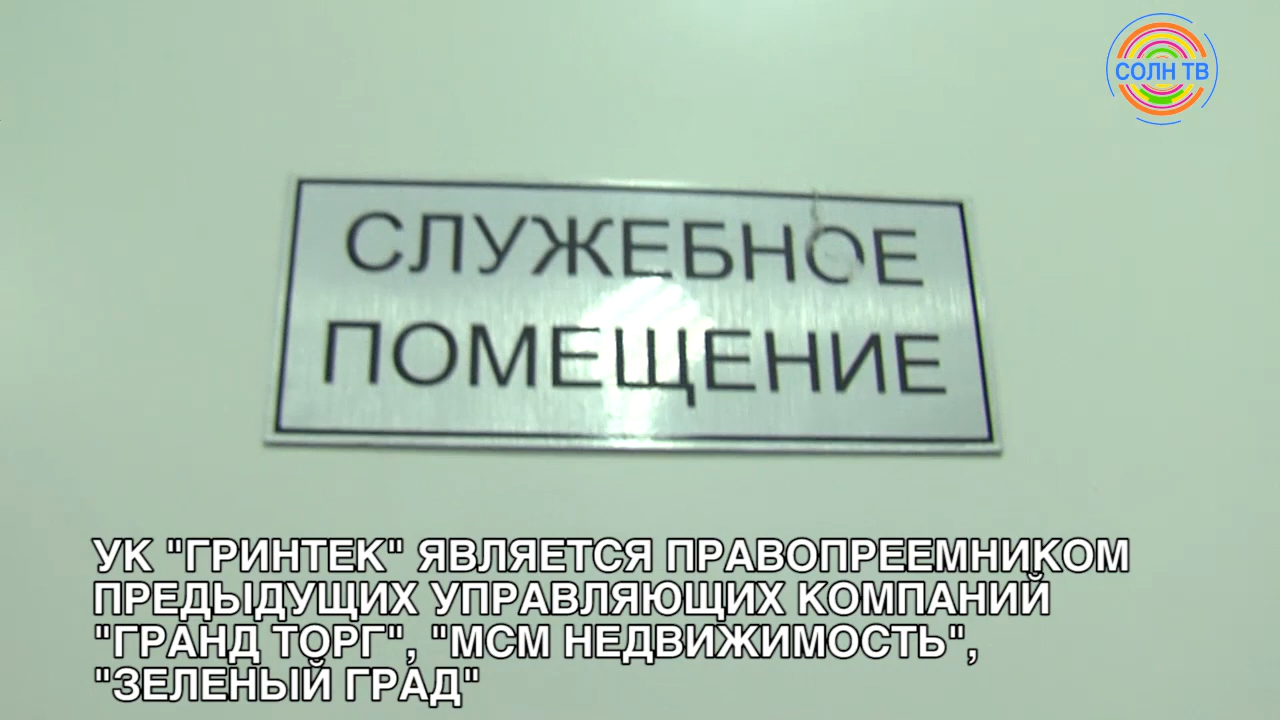 СОЛН ТВ
СЛУЖЕБНОЕ
ПОМЕЩЕНИЕ
УК "ГРИНТЕК" ЯВЛЯЕТСЯ ПРАВОПРЕЕМНИКОМ
ПРЕДЫДУЩИХ УПРАВЛЯЮЩИХ КОМПАНИЙ
"ГРАНД ТОРГ", "МСМ НЕДВИЖИМОСТЬ",
"ЗЕЛЕНЫЙ ГРАД"